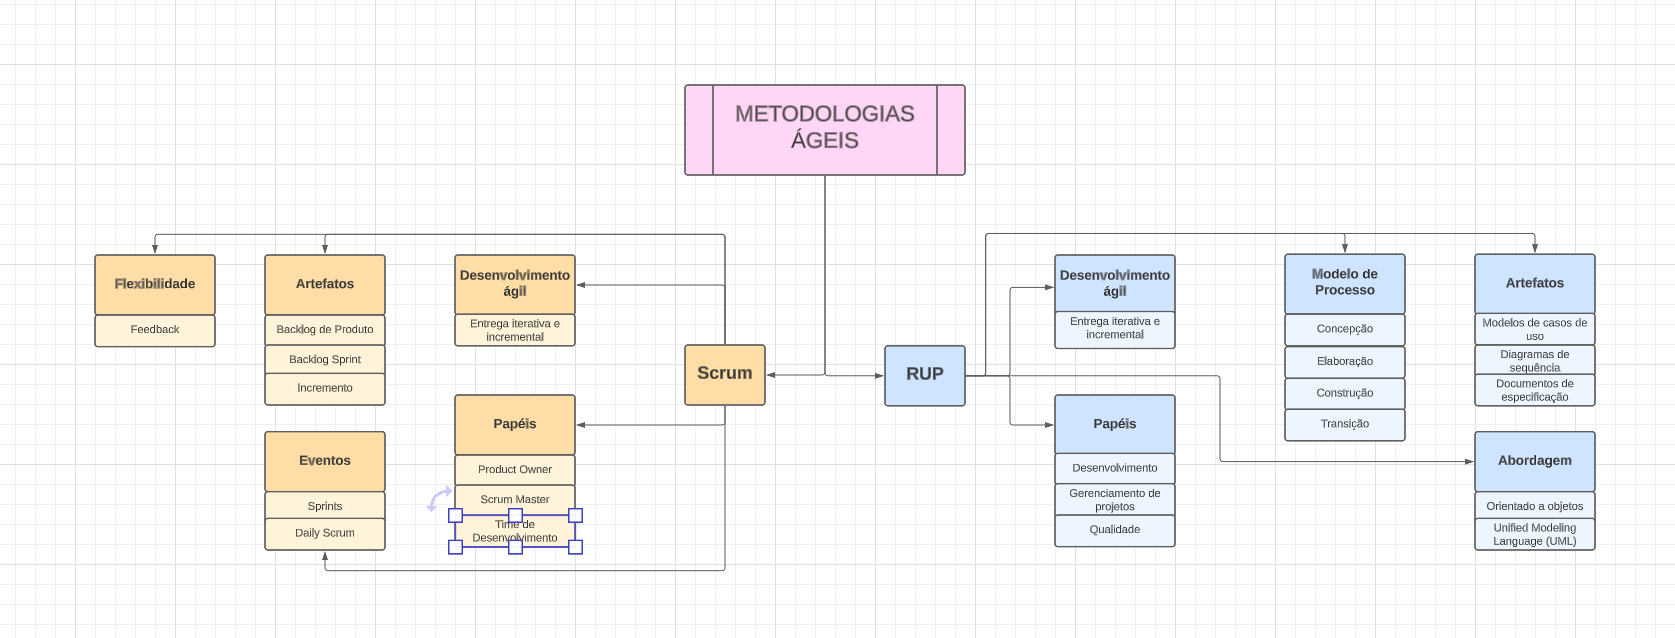 METODOLOGIAS
ÁGEIS
Flexibilidade
Feedback
Artefatos
Backlog de Produto
Backlog Sprint
Incremento
Desenvolvimento
ágil
Entrega iterativa e
incremental
Scrum
Eventos
Sprints
Daily Scrum
Papéis
Product Owner
Scrum Master
Time de
Desenvolvimento
RUP
Desenvolvimento
ágil
Entrega iterativa e
incremental
Papéis
Desenvolvimento
Gerenciamento de
projetos
Qualidade
Modelo de
Processo
Concepção
Elaboração
Construção
Transição
Artefatos
Modelos de casos de
uso
Diagramas de
sequência
Documentos de
especificação
Abordagem
Orientado a objetos
Unified Modeling
Language (UML)